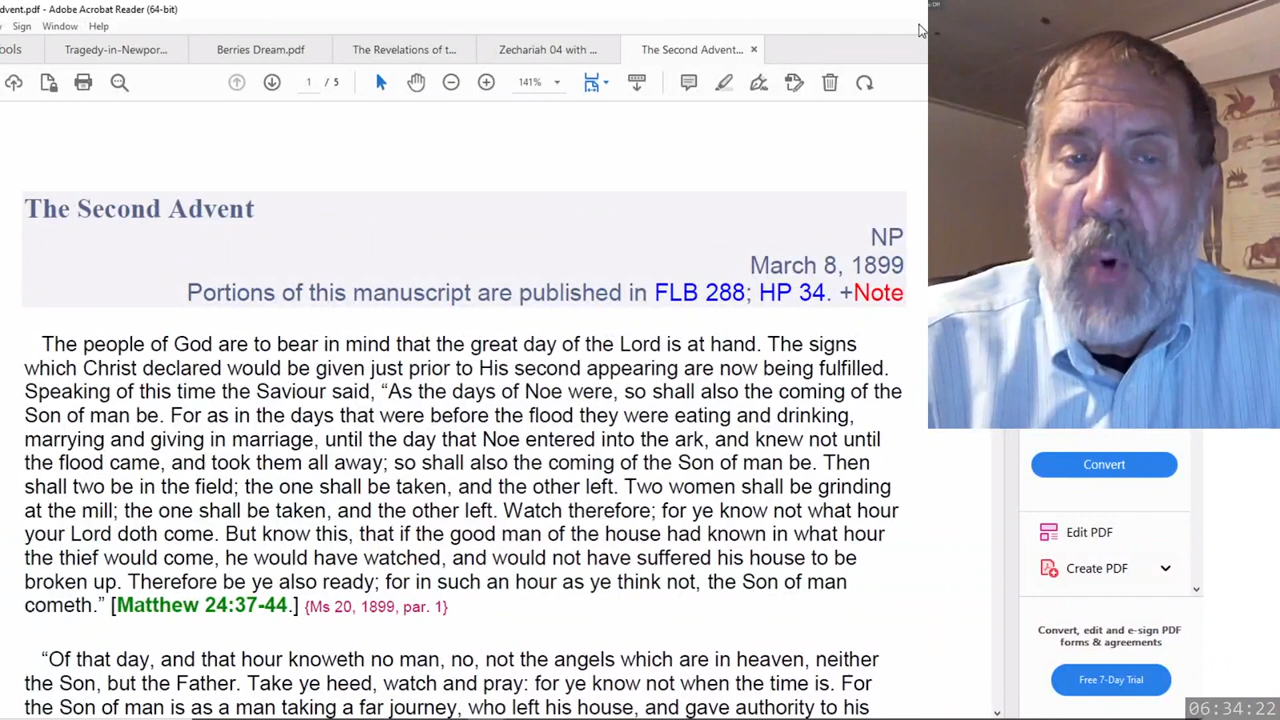 dvent.pdf - Adobe Acrobat Reader (64-bit)
Sign Window Help
ools Tragedy-in-Newpor... Berries Dream.pdf The Revelations of t... Zechariah 04 with ... The Second Advent... ×
1 / 5 141%
The Second Advent
NP
March 8, 1899
Portions of this manuscript are published in FLB 288; HP 34. +Note
The people of God are to bear in mind that the great day of the Lord is at hand. The signs
which Christ declared would be given just prior to His second appearing are now being fulfilled.
Speaking of this time the Saviour said, “As the days of Noe were, so shall also the coming of the
Son of man be. For as in the days that were before the flood they were eating and drinking,
marrying and giving in marriage, until the day that Noe entered into the ark, and knew not until
the flood came, and took them all away; so shall also the coming of the Son of man be. Then
shall two be in the field; the one shall be taken, and the other left. Two women shall be grinding
at the mill; the one shall be taken, and the other left. Watch therefore; for ye know not what hour
your Lord doth come. But know this, that if the good man of the house had known in what hour
the thief would come, he would have watched, and would not have suffered his house to be
broken up. Therefore be ye also ready; for in such an hour as ye think not, the Son of man
cometh.” [Matthew 24:37-44.] {Ms 20, 1899, par. 1}
“Of that day, and that hour knoweth no man, no, not the angels which are in heaven, neither
the Son, but the Father. Take ye heed, watch and pray: for ye know not when the time is. For
the Son of man is as a man taking a far journey, who left his house, and gave authority to his
Convert
Edit PDF
Create PDF
Convert, edit and e-sign PDF
forms & agreements
Free 7-Day Trial
06:34:22